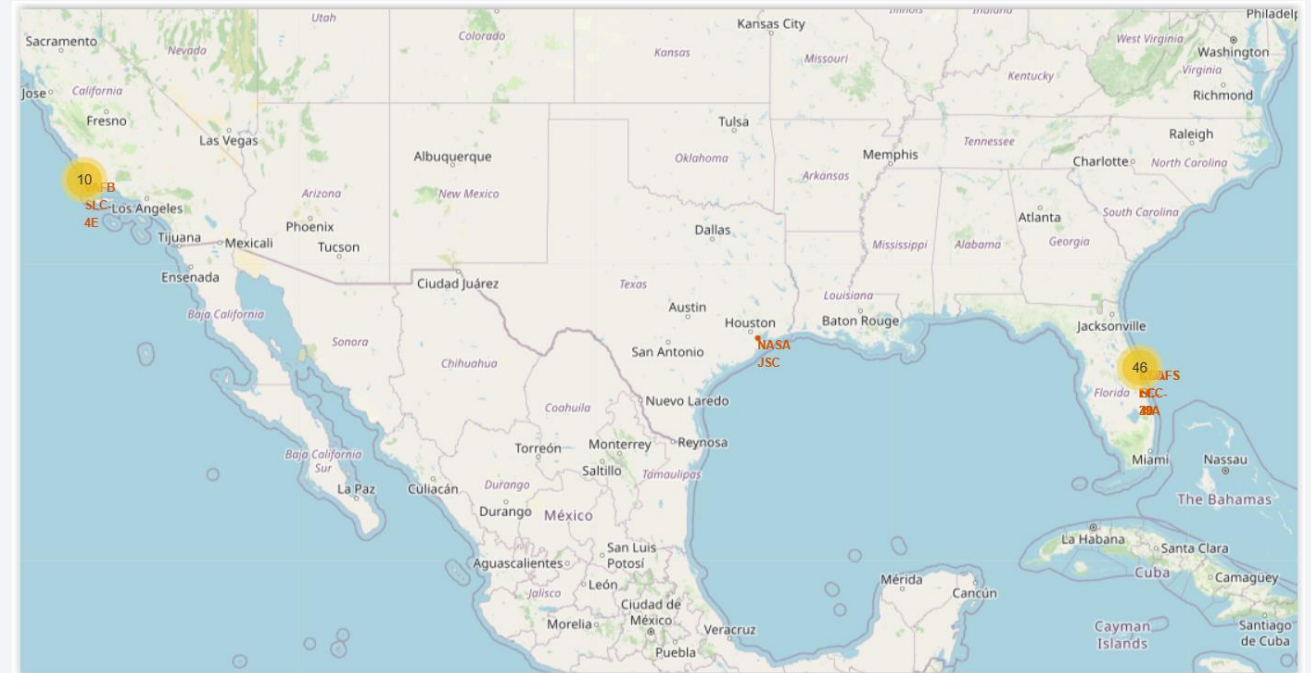 Utah
Illinois
Indiana
Philadelp
Kansas City
Sacramento
Colorado
Nevada
Kansas
Missouri
West Virginia
Washington
Virginia
Kentucky
Jose
California
Richmond
Fresno
Las Vegas
Tulsa
Raleigh
Tennessee
Albuquerque
Oklahoma
Memphis
Charlotte
North Carolina
Arkansas
10
AFB
SLC-
4E
Los Angeles
Arizona
New Mexico
Phoenix
Atlanta
South Carolina
Dallas
Tijuana
Mexicali
Tucson
Mississippi
Alabama
Georgia
Ensenada
Ciudad Juárez
Texas
Louisiana
Austin
Baja California
Houston
Baton Rouge
Jacksonville
Sonora
San Antonio
NASA
JSC
Chihuahua
46
AFS
Florida
Coahuila
Nuevo Laredo
Torreón
Monterrey
Reynosa
Baja California
Sur
Saltillo
Tamaulipas
Miami
Nassau
La Paz
Culiacán
Durango
Durango
México
The Bahamas
La Habana
Santa Clara
San Luis
Potosí
Aguascalientes
Cuba
Camagüey
León
Mérida
Cancún
Jalisco
Ciudad de
México
Morelia
Veracruz
Cayman
Islands
Santiago
de Cuba
Puebla